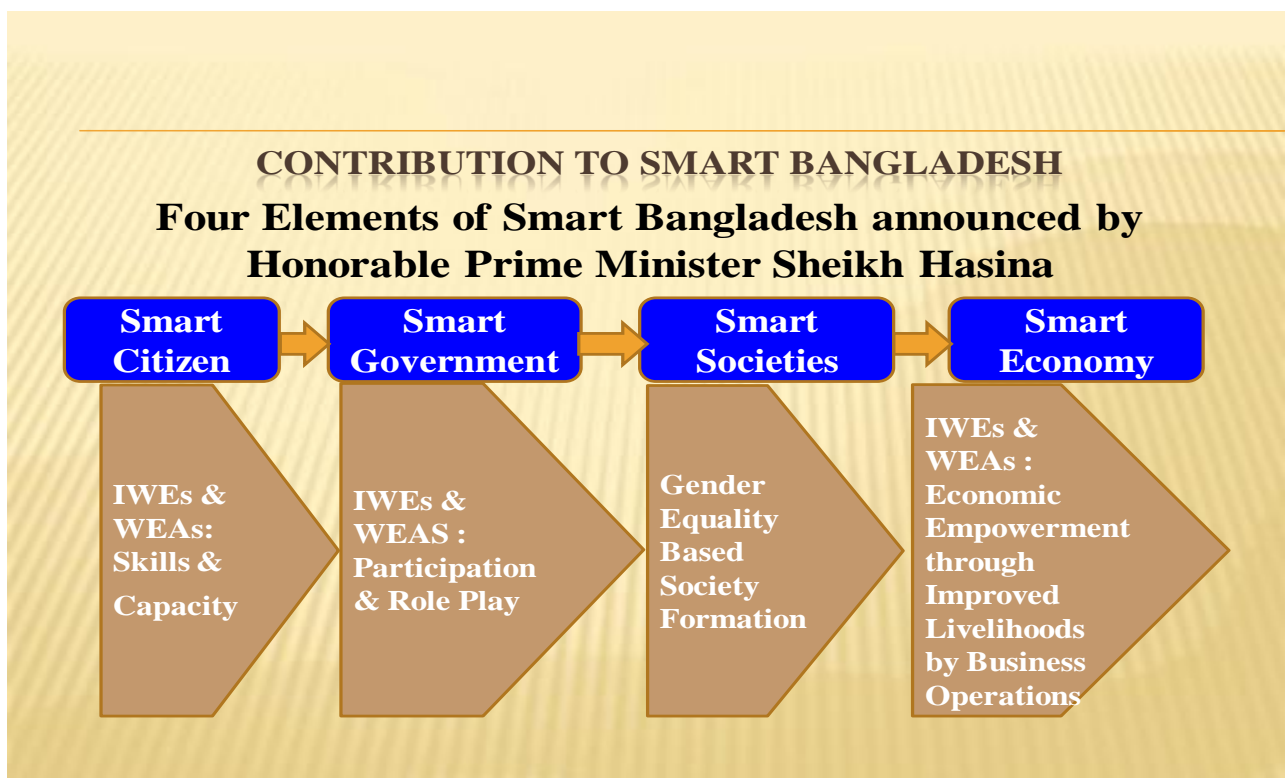 CONTRIBUTION TO SMART BANGLADESH
Four Elements of Smart Bangladesh announced by
Honorable Prime Minister Sheikh Hasina
Smart
Citizen
Smart
Government
Smart
Societies
Smart
Economy
IWEs &
WEAs:
Skills &
Capacity
IWEs &
WEAS :
Participation
& Role Play
Gender
Equality
Based
Society
Formation
IWEs &
WEAs :
Economic
Empowerment
through
Improved
Livelihoods
by Business
Operations